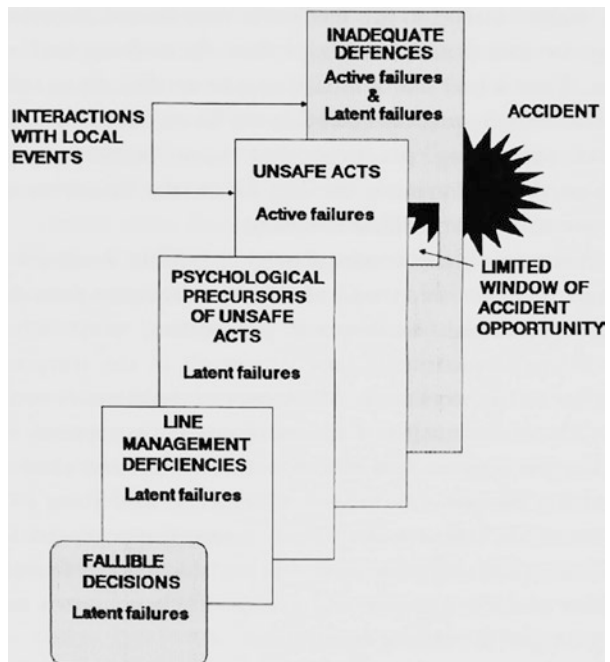 INADEQUATE
DEFENCES
Active failures
&
Latent failures
ACCIDENT
INTERACTIONS
WITH LOCAL
EVENTS
UNSAFE ACTS
Active failures
LIMITED
WINDOW OF
ACCIDENT
OPPORTUNITY
PSYCHOLOGICAL
PRECURSORS
OF UNSAFE
ACTS
Latent failures
LINE
MANAGEMENT
DEFICIENCIES
Latent failures
FALLIBLE
DECISIONS
Latent failures